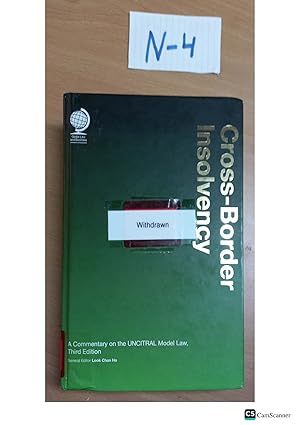 N-4
Cross-Border
Insolvency
Withdrawn
A Commentary on the UNCITRAL Model Law,
Third Edition
General Editor Look Chan Ho
CS CamScanner